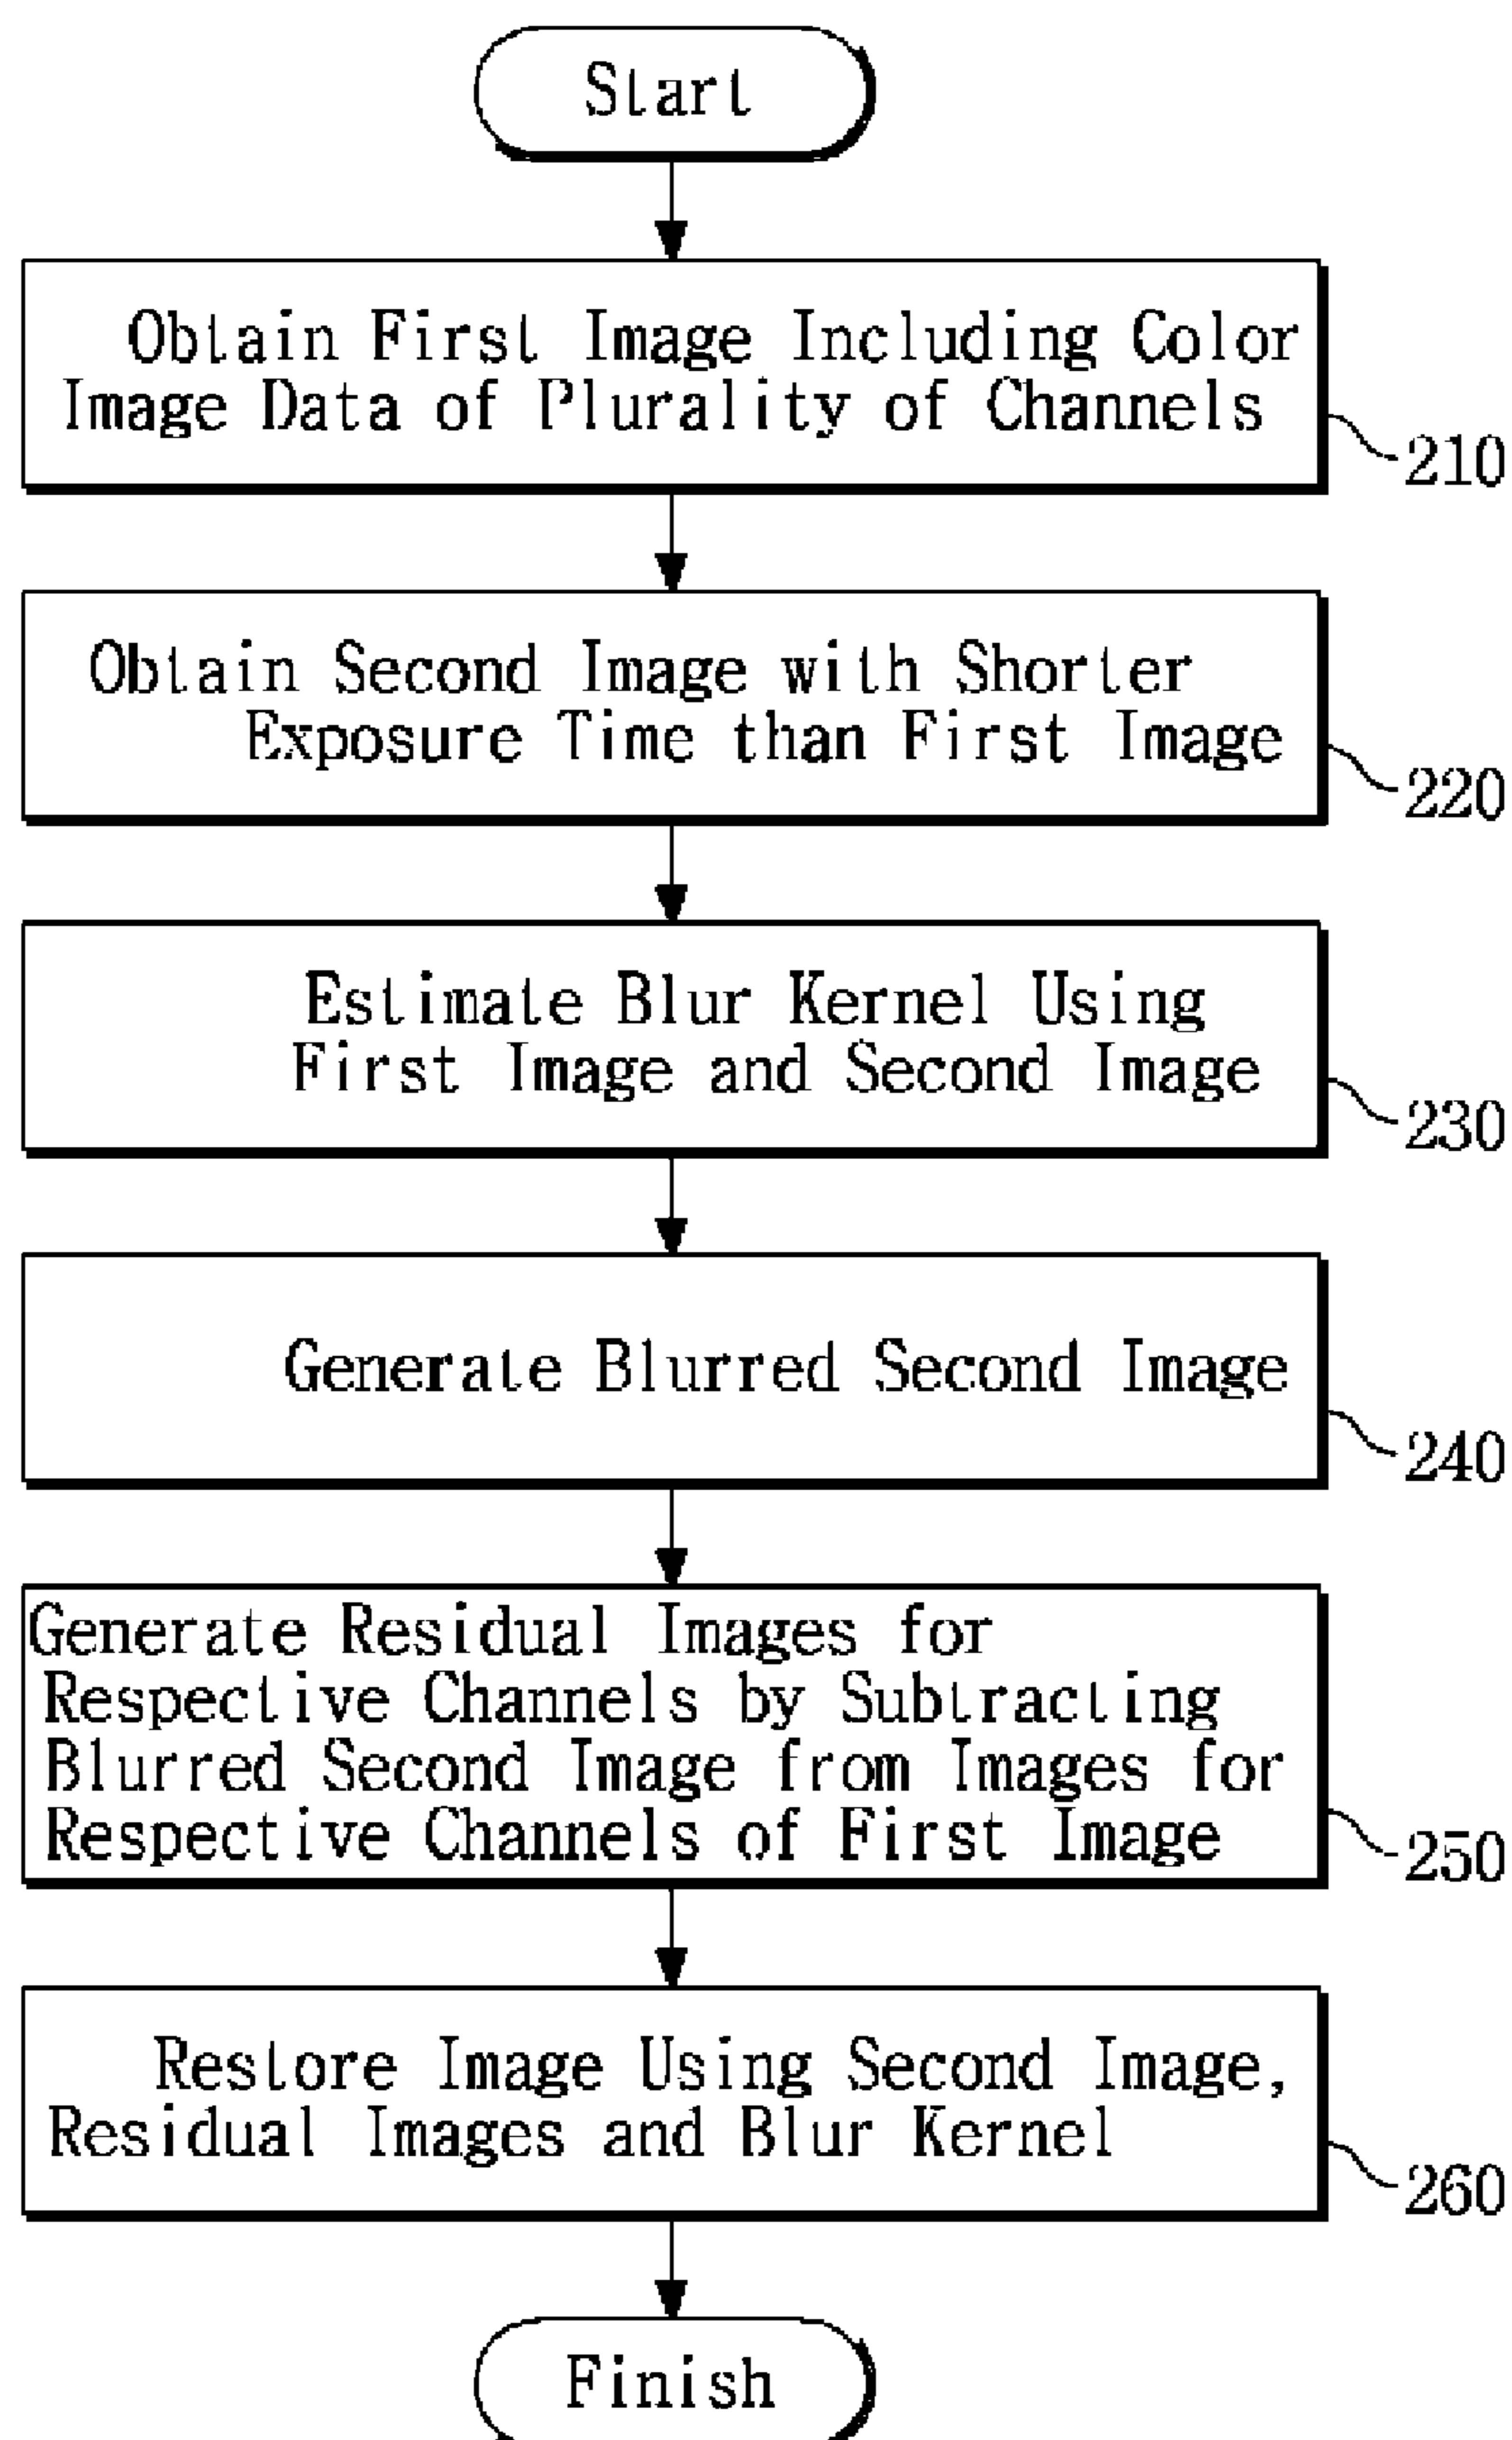 Start
Obtain First Image Including Color
Image Data of Plurality of Channels
210
Obtain Second Image with Shorter
Exposure Time than First Image
220
Estimate Blur Kernel Using
First Image and Second Image
230
Generate Blurred Second Image
240
Generate Residual Images for
Respective Channels by Subtracting
Blurred Second Image from Images for
Respective Channels of First Image
250
Restore Image Using Second Image,
Residual Images and Blur Kernel
260
Finish